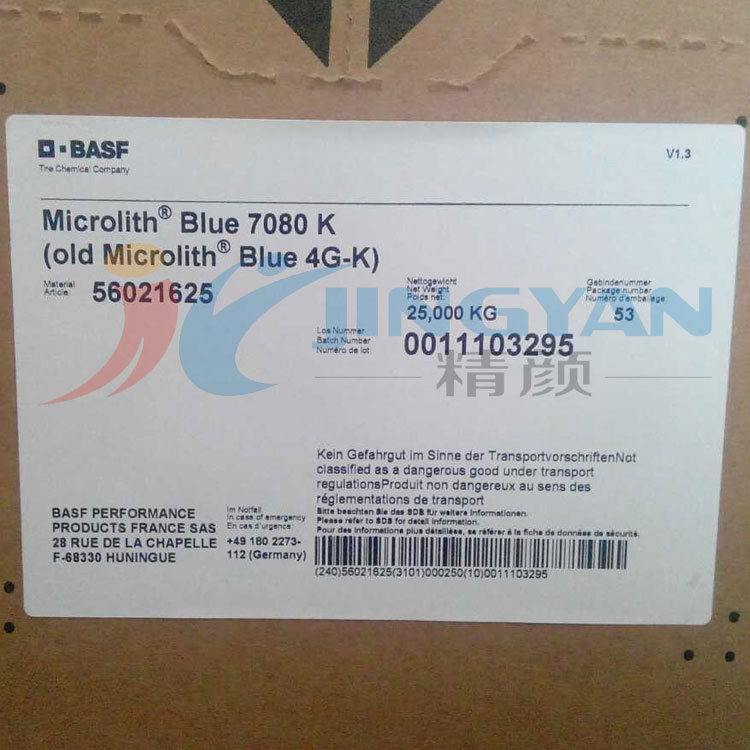 BASF
The Chemical Company
V1.3
Microlith® Blue 7080 K
(old Microlith® Blue 4G-K)
Material
Article:
56021625
Nettogewicht
Net Weight
Poids net:
25,000 KG
Gebindenummer
Package number
Numéro d'emballage:
53
Los Nummer
Batch Number
Numéro de lot:
0011103295
JINGYAN
精颜
Kein Gefahrgut im Sinne der TransportvorschriftenNot
classified as a dangerous good under transport
regulationsProduit non dangereux au sens des
réglementations de transport
Bitte beachten Sie das SDB für weitere Informationen.
Please refer to SDS for detail information.
Pour des informations plus détaillées, se référer à la fiche de données de sécurité.
BASF PERFORMANCE
PRODUCTS FRANCE SAS
28 RUE DE LA CHAPELLE
F-68330 HUNINGUE
Im Notfall
In case of emergency
En cas d'urgence:
+49 180 2273-
112 (Germany)
(240)56021625(3101)000250(10)0011103295